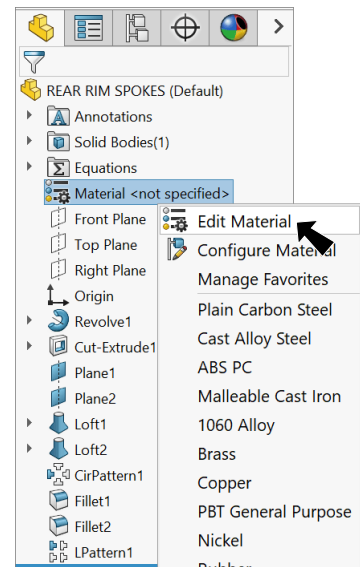 REAR RIM SPOKES (Default)
Annotations
Solid Bodies(1)
Equations
Material <not specified>
Front Plane
Top Plane
Right Plane
Origin
Revolve1
Cut-Extrude1
Plane1
Plane2
Loft1
Loft2
CirPattern1
Fillet1
Fillet2
LPattern1
Edit Material
Configure Material
Manage Favorites
Plain Carbon Steel
Cast Alloy Steel
ABS PC
Malleable Cast Iron
1060 Alloy
Brass
Copper
PBT General Purpose
Nickel
Rubber